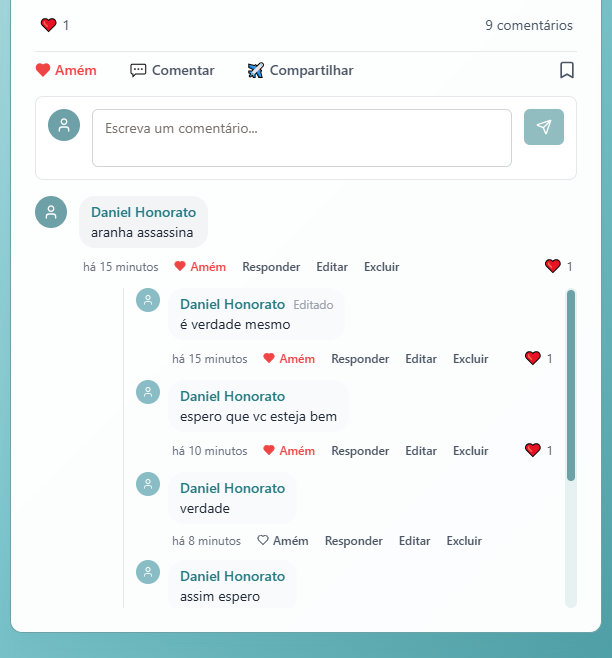 1 9 comentários
Amém Comentar Compartilhar
Escreva um comentário...
Daniel Honorato
aranha assassina
há 15 minutos Amém Responder Editar Excluir 1
Daniel Honorato Editado
é verdade mesmo
há 15 minutos Amém Responder Editar Excluir 1
Daniel Honorato
espero que vc esteja bem
há 10 minutos Amém Responder Editar Excluir 1
Daniel Honorato
verdade
há 8 minutos Amém Responder Editar Excluir
Daniel Honorato
assim espero